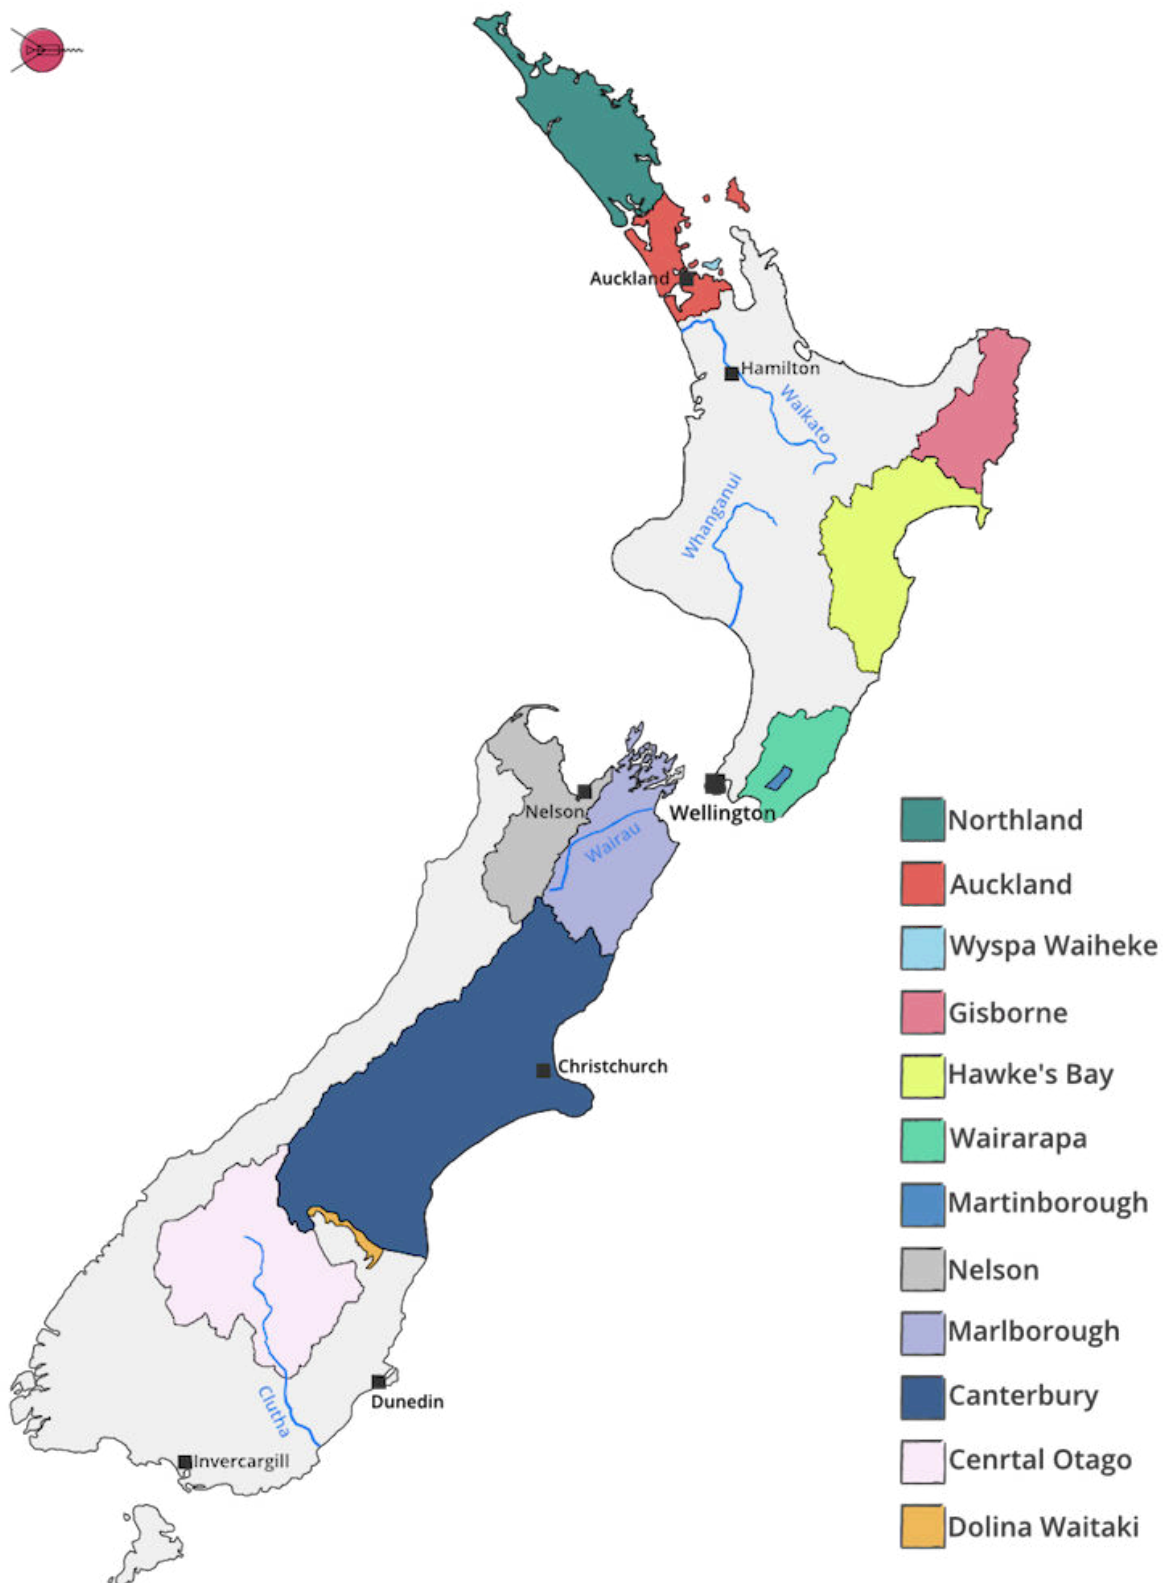 Auckland
Hamilton
Waikato
Whanganui
Nelson
Wellington
Wairau
Christchurch
Clutha
Dunedin
Invercargill
Northland
Auckland
Wyspa Waiheke
Gisborne
Hawke's Bay
Wairarapa
Martinborough
Nelson
Marlborough
Canterbury
Cenrtal Otago
Dolina Waitaki